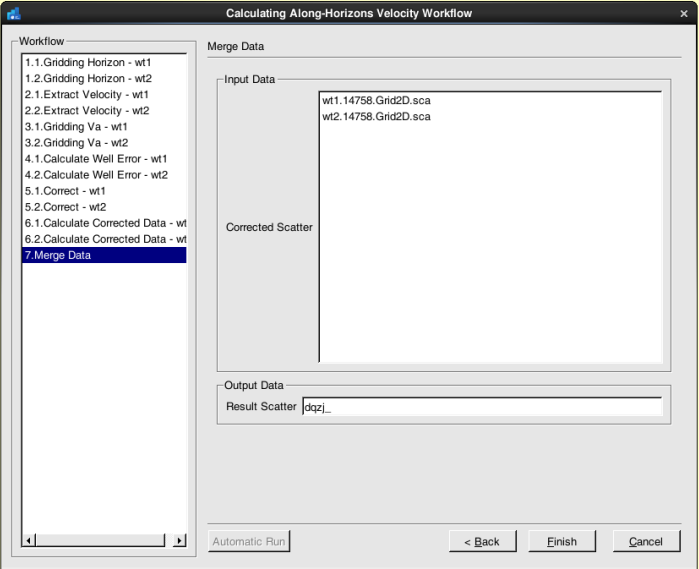 Calculating Along-Horizons Velocity Workflow
Workflow
1.1.Gridding Horizon - wt1
1.2.Gridding Horizon - wt2
2.1.Extract Velocity - wt1
2.2.Extract Velocity - wt2
3.1.Gridding Va - wt1
3.2.Gridding Va - wt2
4.1.Calculate Well Error - wt1
4.2.Calculate Well Error - wt2
5.1.Correct - wt1
5.2.Correct - wt2
6.1.Calculate Corrected Data - wt
6.2.Calculate Corrected Data - wt
7.Merge Data
Merge Data
Input Data
Corrected Scatter
wt1.14758.Grid2D.sca
wt2.14758.Grid2D.sca
Output Data
Result Scatter dqzj_
Automatic Run
< Back
Finish
Cancel